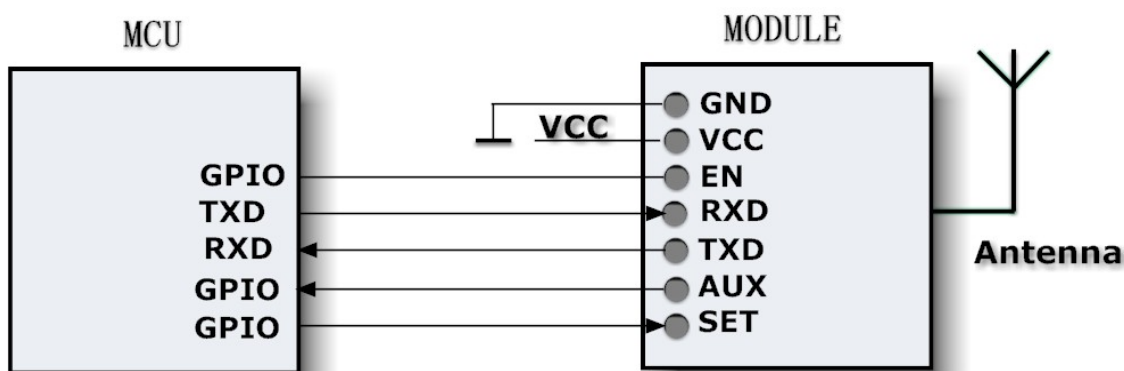 MCU
MODULE
GND
VCC
VCC
GPIO
EN
TXD
RXD
RXD
TXD
Antenna
GPIO
AUX
GPIO
SET